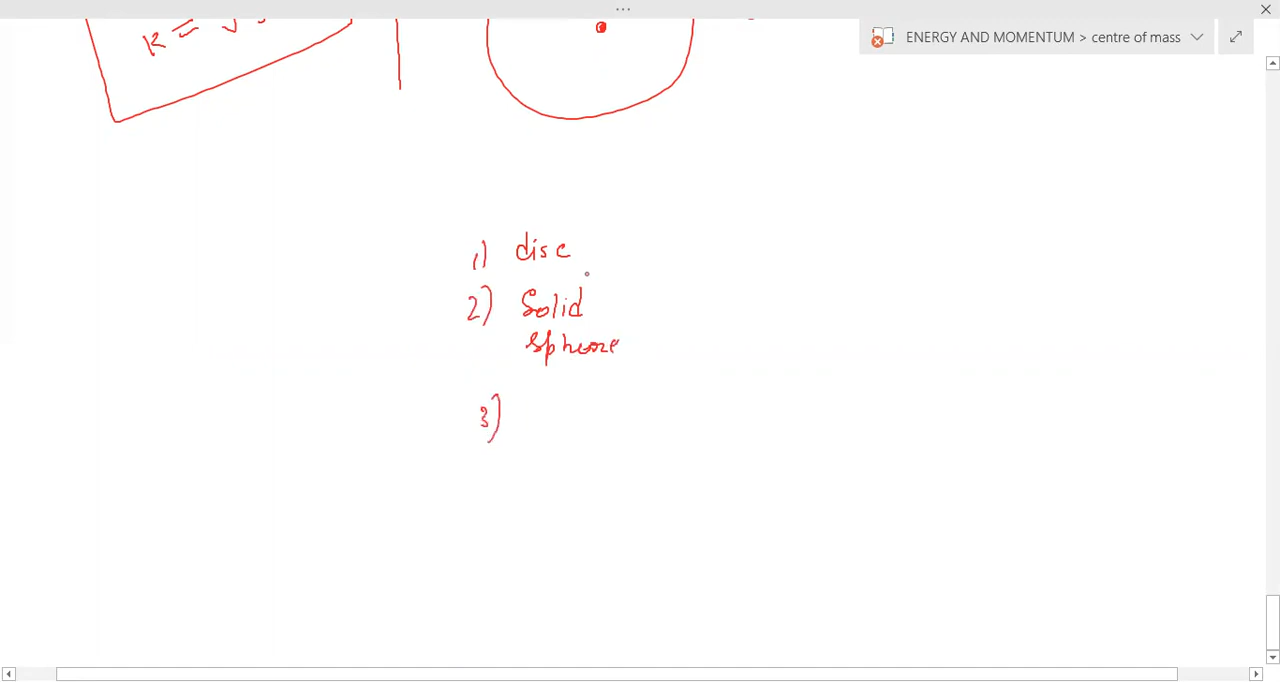 K =
ENERGY AND MOMENTUM > centre of mass
1) disc
2) Solid
sphere
3)